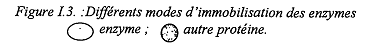 Figure I.3. :Différents modes d'immobilisation des enzymes
enzyme ; autre protéine.